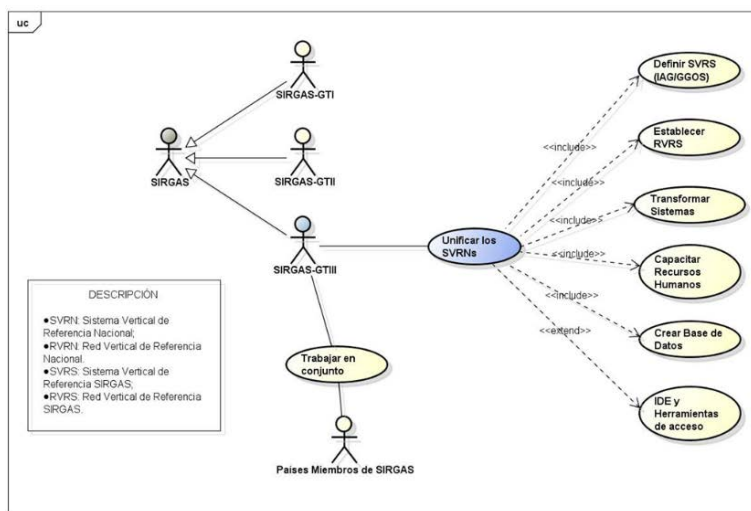 uc
SIRGAS-GTI
SIRGAS
SIRGAS-GTII
SIRGAS-GTIII
Unificar los
SVRNs
Definir SVRS
(IAG/GGOS)
<<include>>
Establecer
RVRS
<<include>>
Transformar
Sistemas
<<include>>
Capacitar
Recursos
Humanos
<<include>>
Crear Base de
Datos
<<include>>
IDE y
Herramientas
de acceso
<<extend>>
DESCRIPCIÓN
●SVRN: Sistema Vertical de
Referencia Nacional;
●RVRN: Red Vertical de Referencia
Nacional.
●SVRS: Sistema Vertical de
Referencia SIRGAS;
●RVRS: Red Vertical de Referencia
SIRGAS.
Trabajar en
conjunto
Países Miembros de SIRGAS